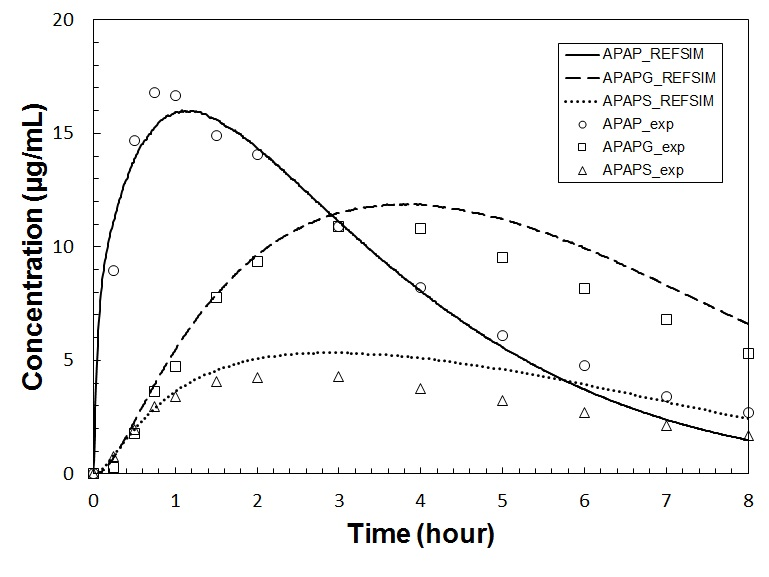 20
15
10
5
0
0 1 2 3 4 5 6 7 8
Concentration (µg/mL)
Time (hour)
APAP_REFSIM
APAPG_REFSIM
APAPS_REFSIM
APAP_exp
APAPG_exp
APAPS_exp